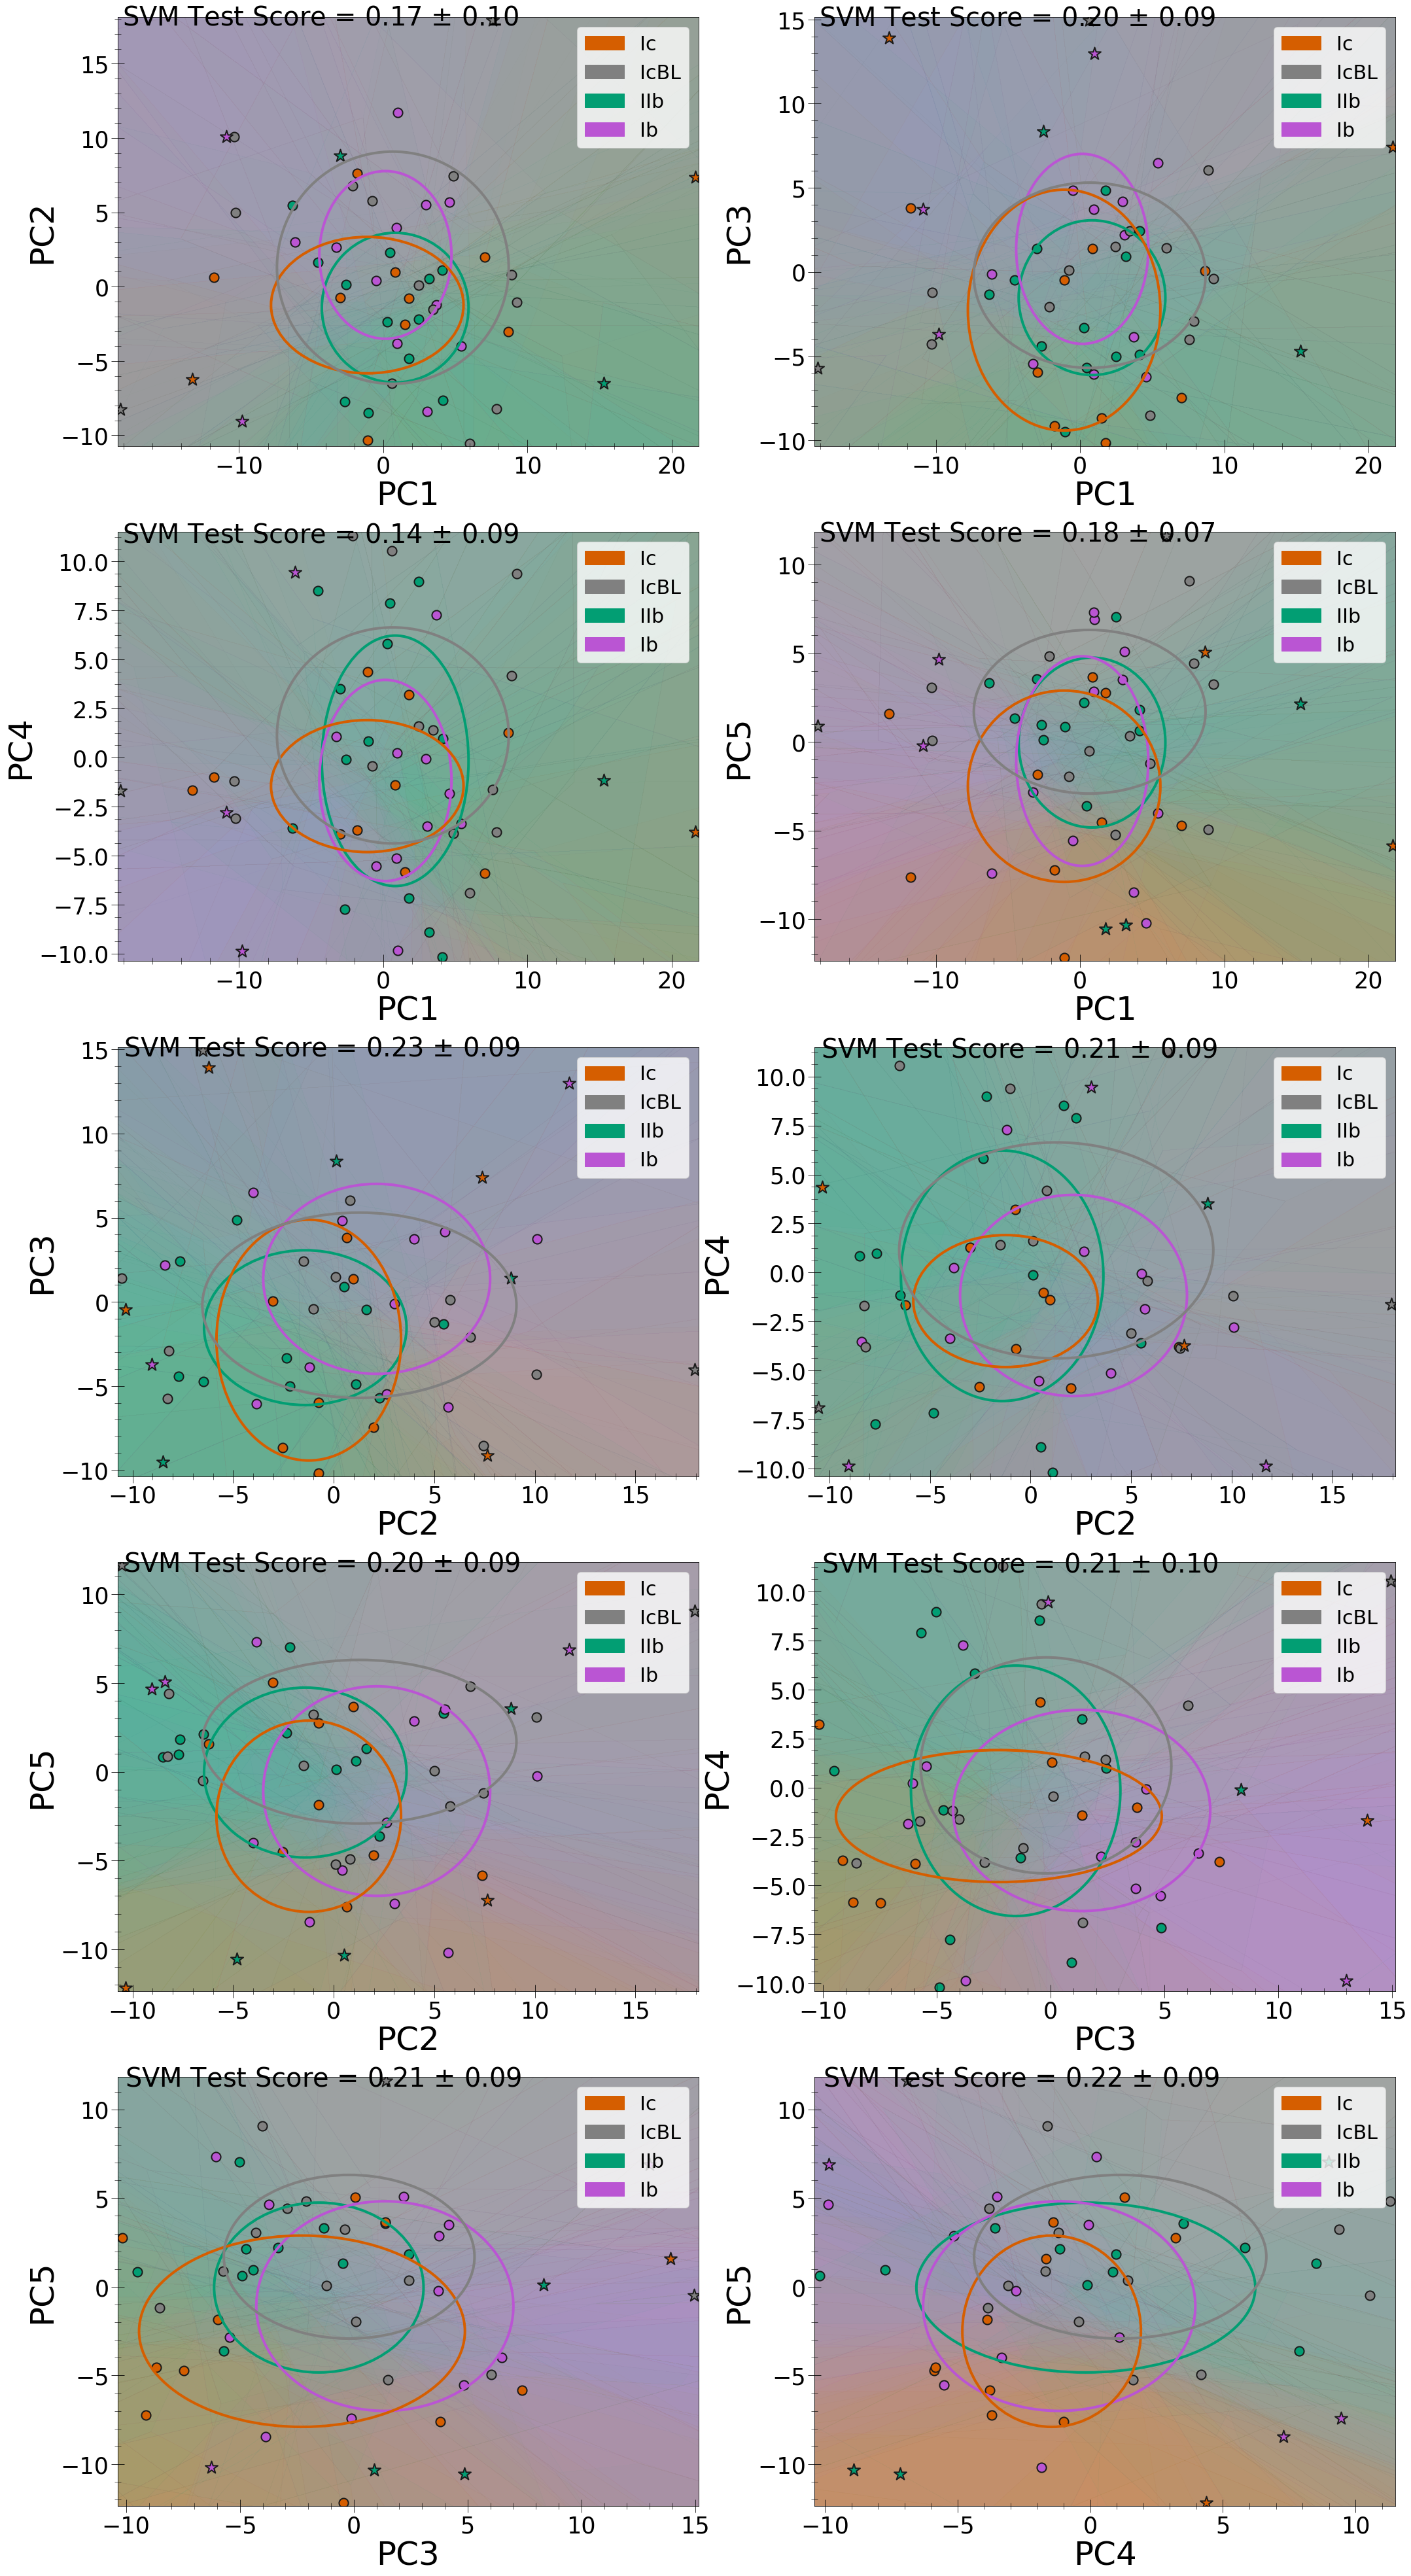 SVM Test Score = 0.17 ± 0.10
Ic
IcBL
IIb
Ib
15
10
5
0
−5
−10
PC2
−10 0 10 20
PC1
SVM Test Score = 0.20 ± 0.09
Ic
IcBL
IIb
Ib
15
10
5
0
−5
−10
PC3
−10 0 10 20
PC1
SVM Test Score = 0.14 ± 0.09
Ic
IcBL
IIb
Ib
10.0
7.5
5.0
2.5
0.0
−2.5
−5.0
−7.5
−10.0
PC4
−10 0 10 20
PC1
SVM Test Score = 0.18 ± 0.07
Ic
IcBL
IIb
Ib
10
5
0
−5
−10
PC5
−10 0 10 20
PC1
SVM Test Score = 0.23 ± 0.09
Ic
IcBL
IIb
Ib
15
10
5
0
−5
−10
PC3
−10 −5 0 5 10 15
PC2
SVM Test Score = 0.21 ± 0.09
Ic
IcBL
IIb
Ib
10.0
7.5
5.0
2.5
0.0
−2.5
−5.0
−7.5
−10.0
PC4
−10 −5 0 5 10 15
PC2
SVM Test Score = 0.20 ± 0.09
Ic
IcBL
IIb
Ib
10
5
0
−5
−10
PC5
−10 −5 0 5 10 15
PC2
SVM Test Score = 0.21 ± 0.10
Ic
IcBL
IIb
Ib
10.0
7.5
5.0
2.5
0.0
−2.5
−5.0
−7.5
−10.0
PC4
−10 −5 0 5 10 15
PC3
SVM Test Score = 0.21 ± 0.09
Ic
IcBL
IIb
Ib
10
5
0
−5
−10
PC5
−10 −5 0 5 10 15
PC3
SVM Test Score = 0.22 ± 0.09
Ic
IcBL
IIb
Ib
10
5
0
−5
−10
PC5
−10 −5 0 5 10
PC4